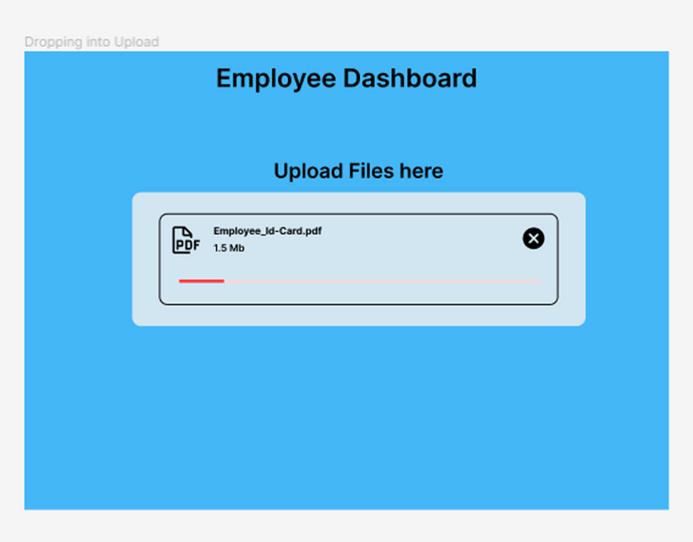 Dropping into Upload
Employee Dashboard
Upload Files here
PDF
Employee_Id-Card.pdf
1.5 Mb